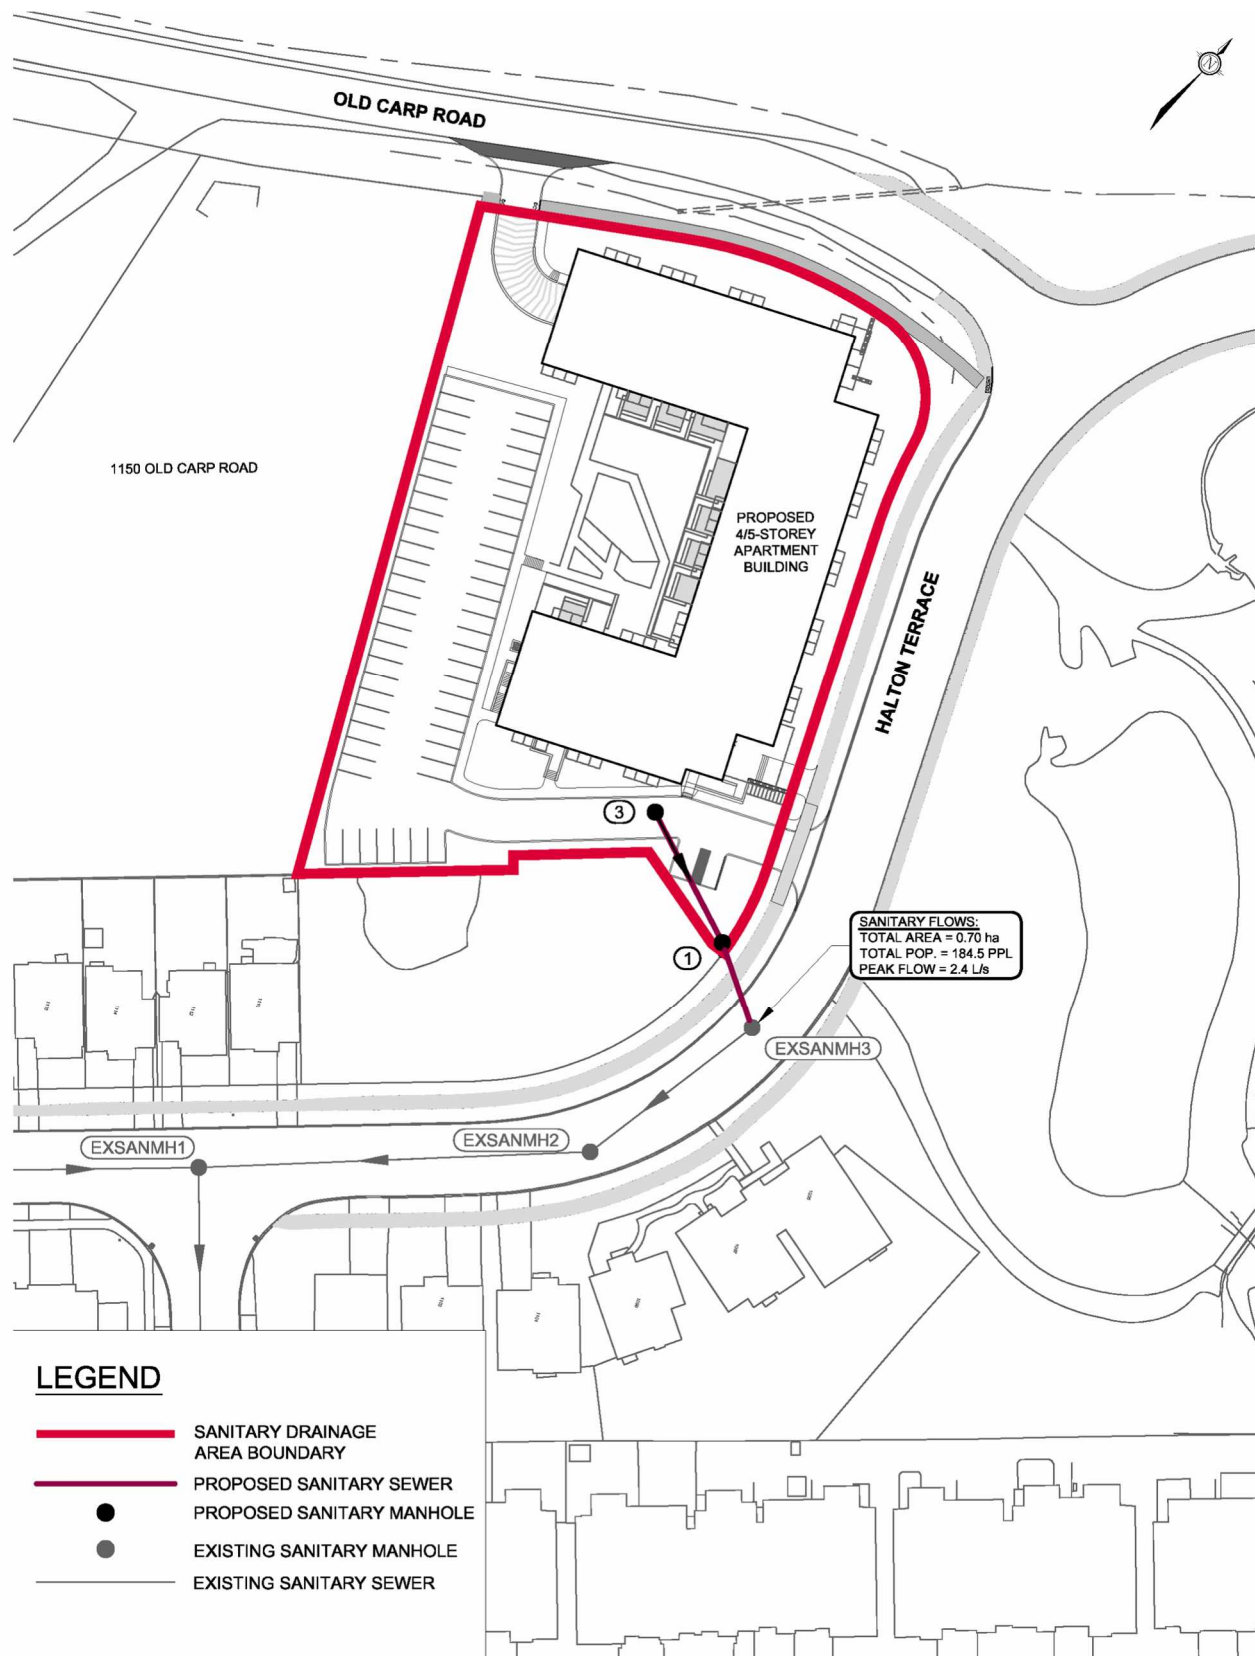 N
OLD CARP ROAD
1150 OLD CARP ROAD
PROPOSED
4/5-STOREY
APARTMENT
BUILDING
HALTON TERRACE
3
1
SANITARY FLOWS:
TOTAL AREA = 0.70 ha
TOTAL POP. = 184.5 PPL
PEAK FLOW = 2.4 L/s
EXSANMH3
EXSANMH2
EXSANMH1
LEGEND
SANITARY DRAINAGE
AREA BOUNDARY
PROPOSED SANITARY SEWER
PROPOSED SANITARY MANHOLE
EXISTING SANITARY MANHOLE
EXISTING SANITARY SEWER